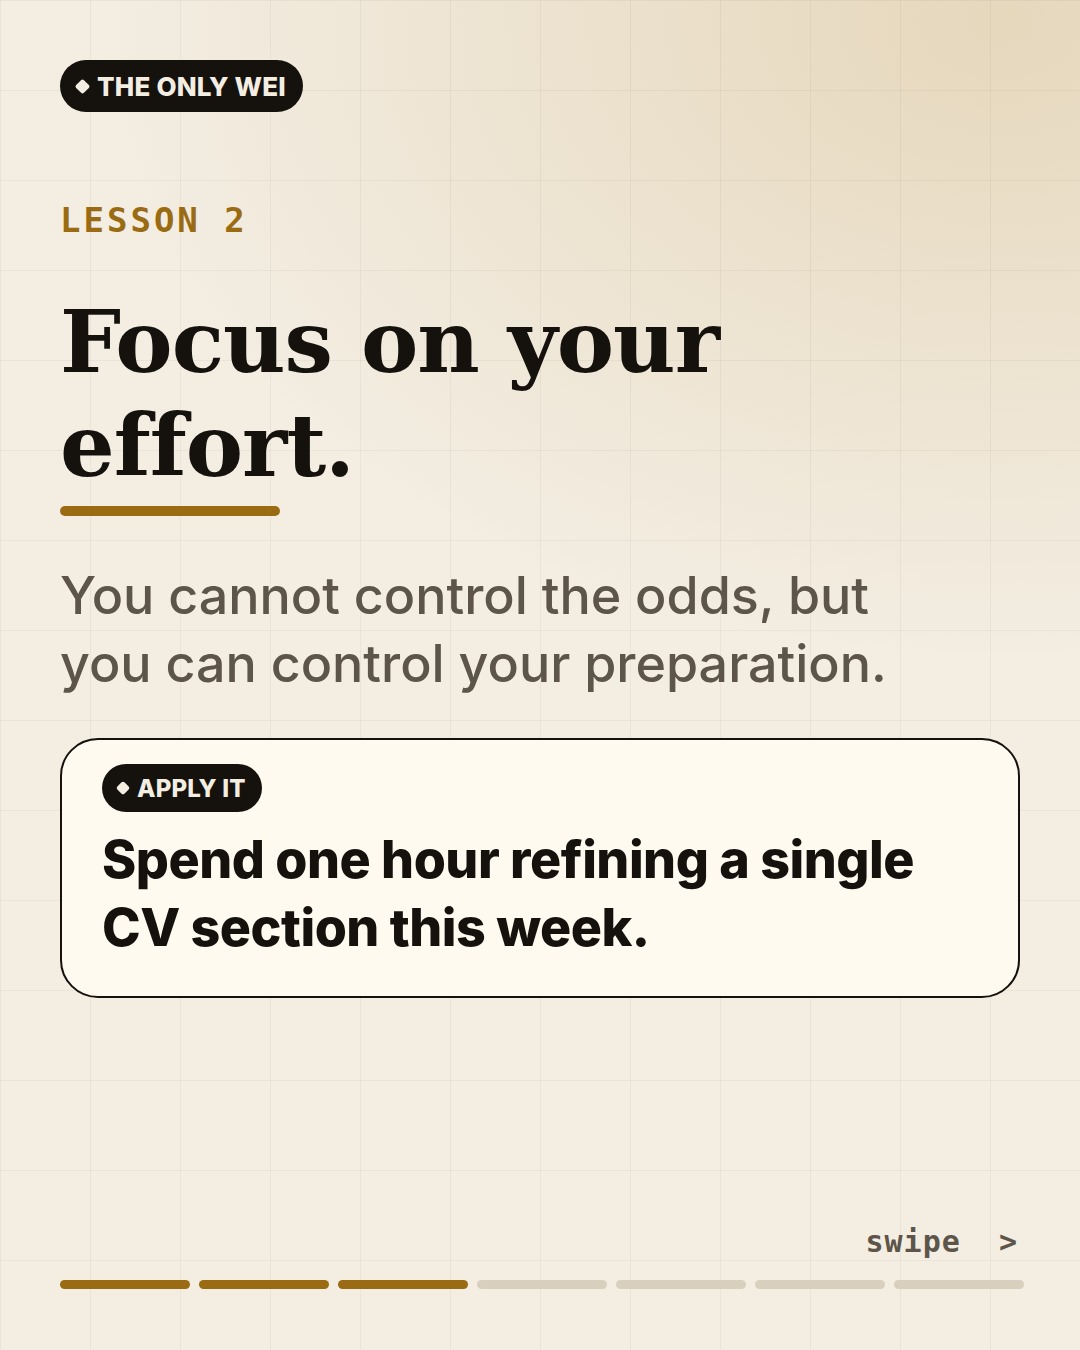 THE ONLY WEI
LESSON 2
Focus on your
effort.
You cannot control the odds, but
you can control your preparation.
APPLY IT
Spend one hour refining a single
CV section this week.
swipe >